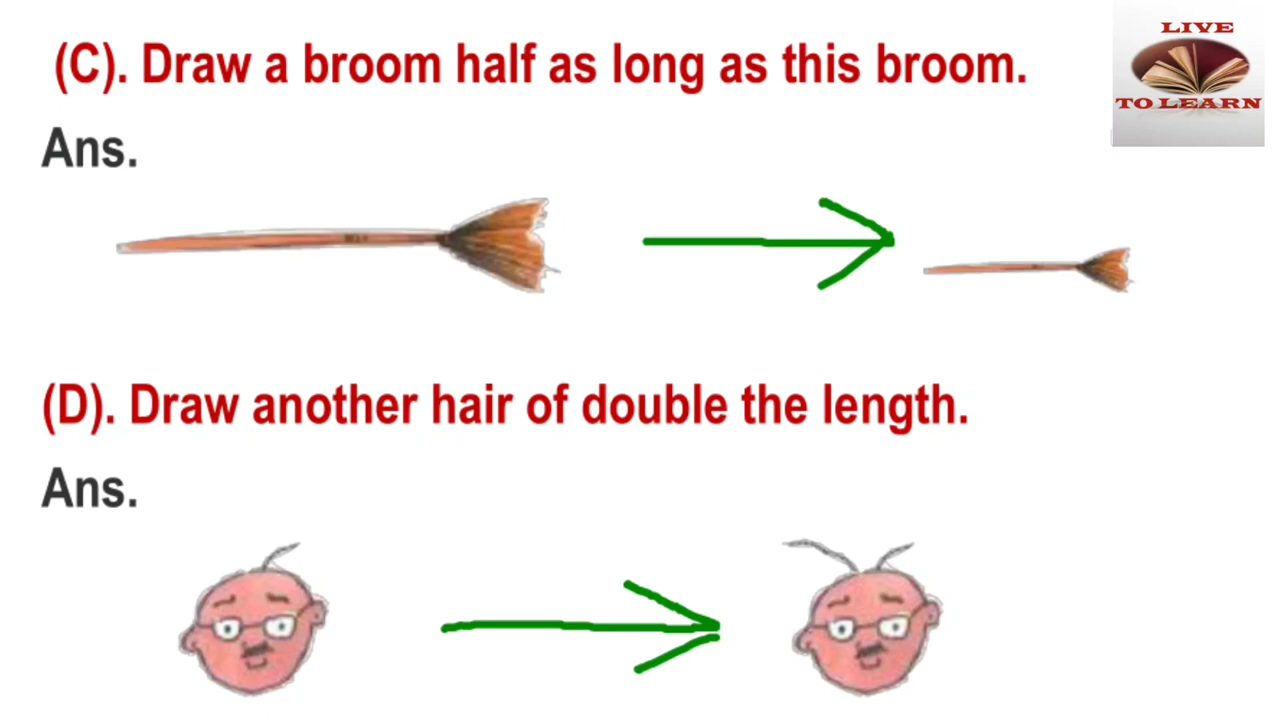 LIVE
TO LEARN
(C). Draw a broom half as long as this broom.
Ans.
(D). Draw another hair of double the length.
Ans.